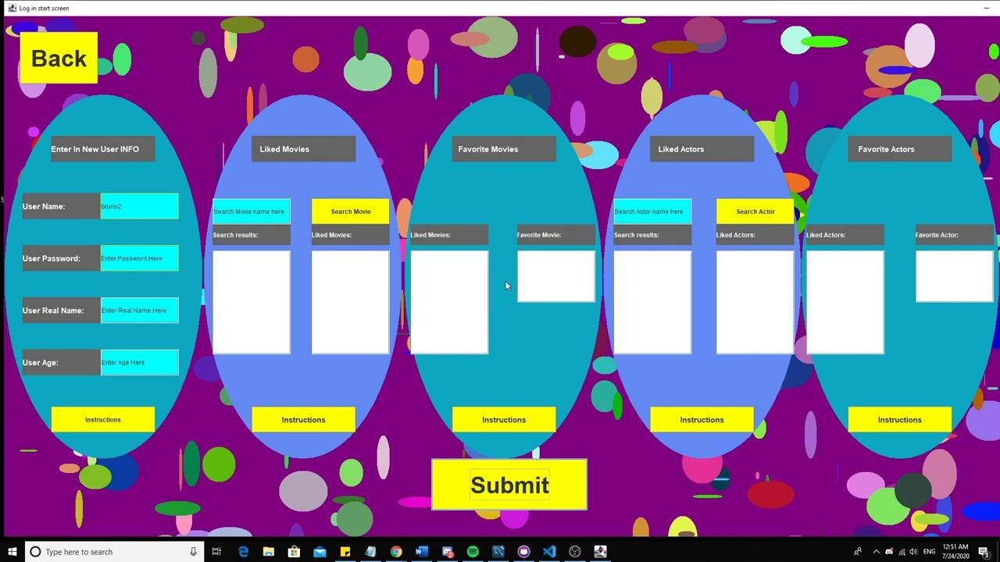 Log in start screen
Back
Enter In New User INFO
Liked Movies
Favorite Movies
Liked Actors
Favorite Actors
User Name:
bruno2
Search Movie name here
Search Movie
Search Actor name here
Search Actor
Search results:
Liked Movies:
Liked Movies:
Favorite Movie:
Search results:
Liked Actors:
Liked Actors:
Favorite Actor:
User Password:
Enter Password Here
User Real Name:
Enter Real Name Here
User Age:
Enter Age Here
Instructions
Instructions
Instructions
Instructions
Instructions
Submit
Type here to search
ENG
12:51 AM
7/24/2020